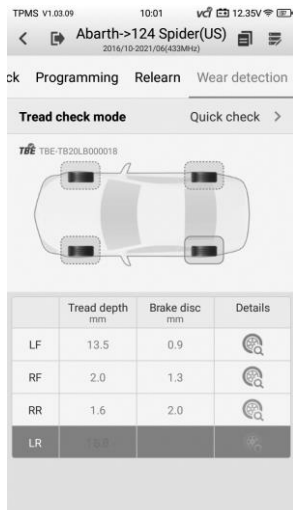 TPMS V1.03.09 10:01 vci 12.35V
Abarth->124 Spider(US)
2016/10-2021/06(433MHz)
ck Programming Relearn Wear detection
Tread check mode Quick check >
TBE TBE-TB20LB000018
Tread depth Brake disc Details
mm mm
LF 13.5 0.9
RF 2.0 1.3
RR 1.6 2.0
LR